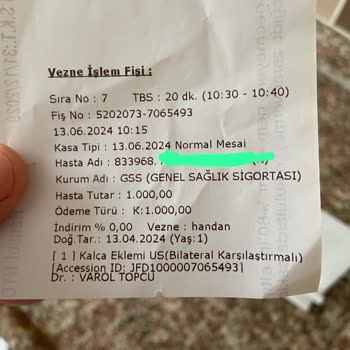 Vezne İşlem Fişi :
Sıra No : 7 TBS : 20 dk. (10:30 - 10:40)
Fiş No : 5202073-7065493
13.06.2024 10:15
Kasa Tipi : 13.06.2024 Normal Mesai
Hasta Adı : 833968.
Kurum Adı : GSS (GENEL SAĞLIK SİGORTASI)
Hasta Tutar : 1.000,00
Ödeme Türü : K:1.000,00
İndirim % 0,00 Vezne : handan
Doğ.Tar.: 13.04.2024 (Yaş:1)
[ 1 ] Kalça Eklemi US(Bilateral Karşılaştırmalı)
[Accession ID: JFD1000007065493]
Dr. : VAROL TOPCU